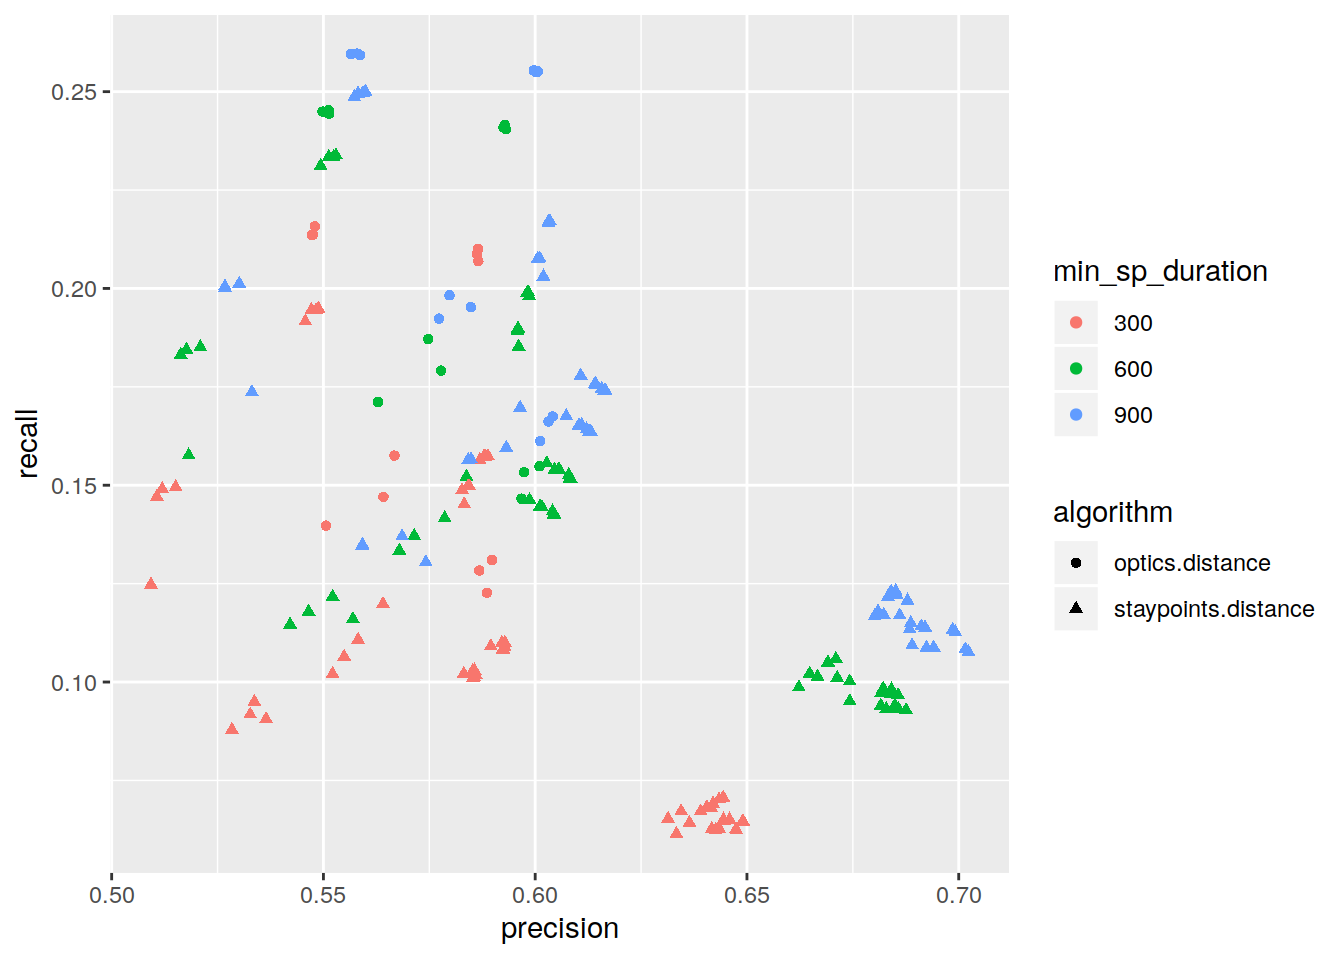 0.25
0.20
0.15
0.10
recall
0.50
0.55
0.60
0.65
0.70
precision
min_sp_duration
300
600
900
algorithm
optics.distance
staypoints.distance